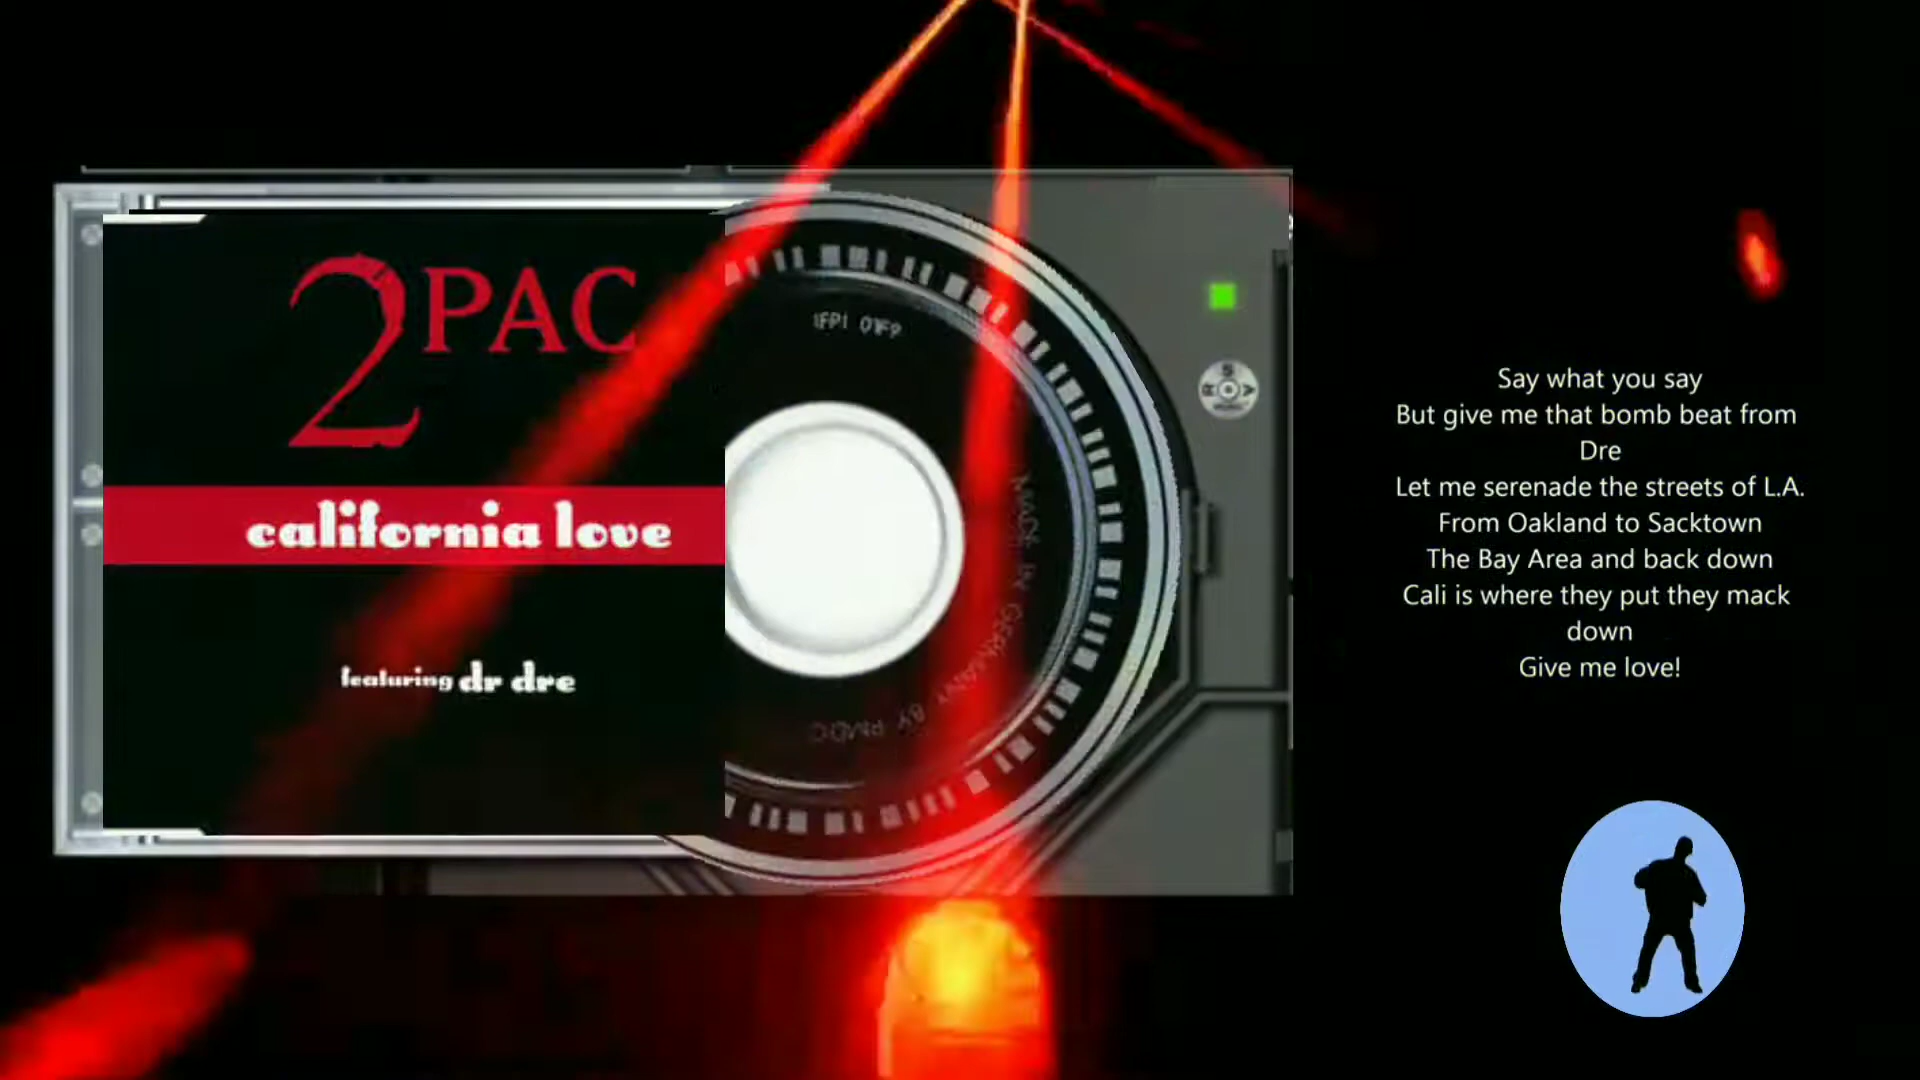 2PAC
california love
featuring dr dre
IFPI 01F9
MADE IN GERMANY BY PMDC
Say what you say
But give me that bomb beat from
Dre
Let me serenade the streets of L.A.
From Oakland to Sacktown
The Bay Area and back down
Cali is where they put they mack
down
Give me love!